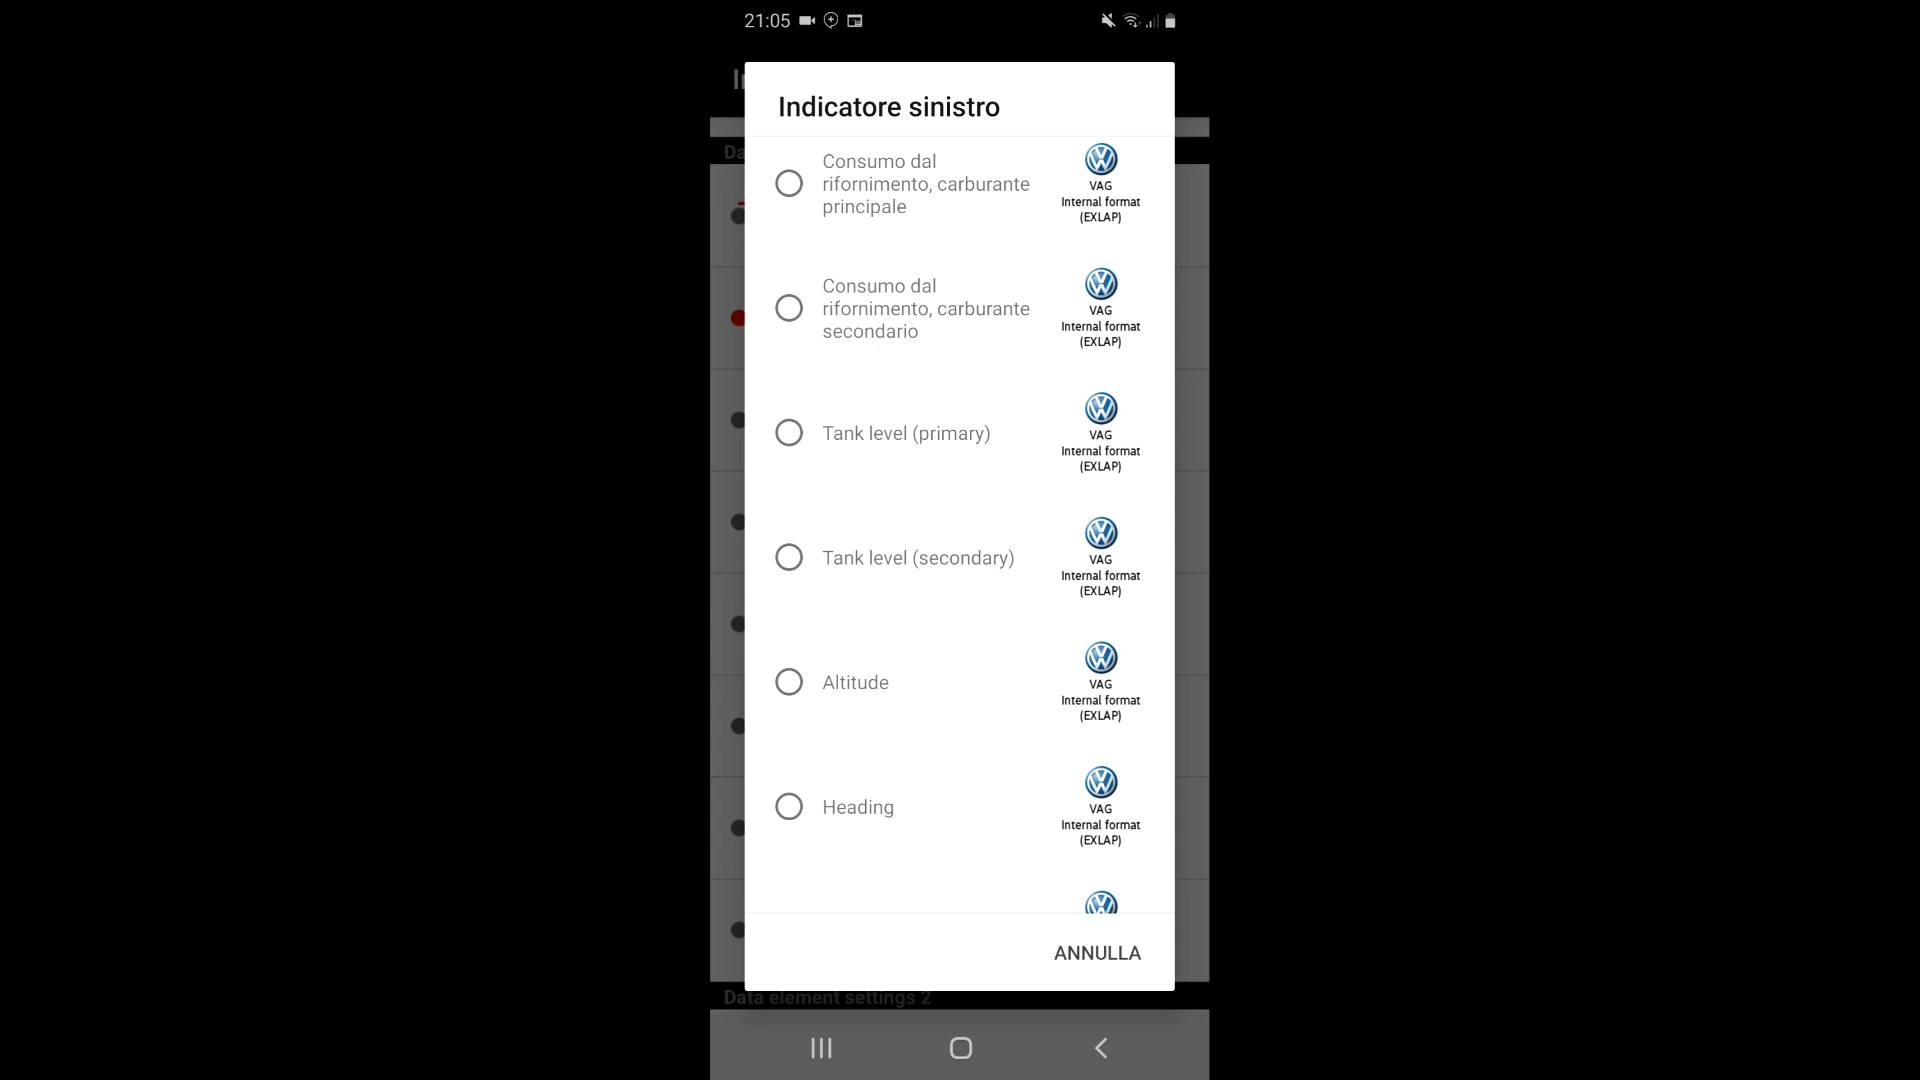 21:05
Indicatore sinistro
Consumo dal
rifornimento, carburante
principale
VAG
Internal format
(EXLAP)
Consumo dal
rifornimento, carburante
secondario
VAG
Internal format
(EXLAP)
Tank level (primary)
VAG
Internal format
(EXLAP)
Tank level (secondary)
VAG
Internal format
(EXLAP)
Altitude
VAG
Internal format
(EXLAP)
Heading
VAG
Internal format
(EXLAP)
ANNULLA
Data element settings 2